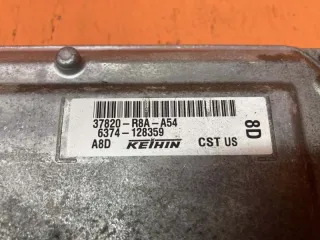 37820-R8A-A54
6374-128359
A8D KEIHIN CST US
8D